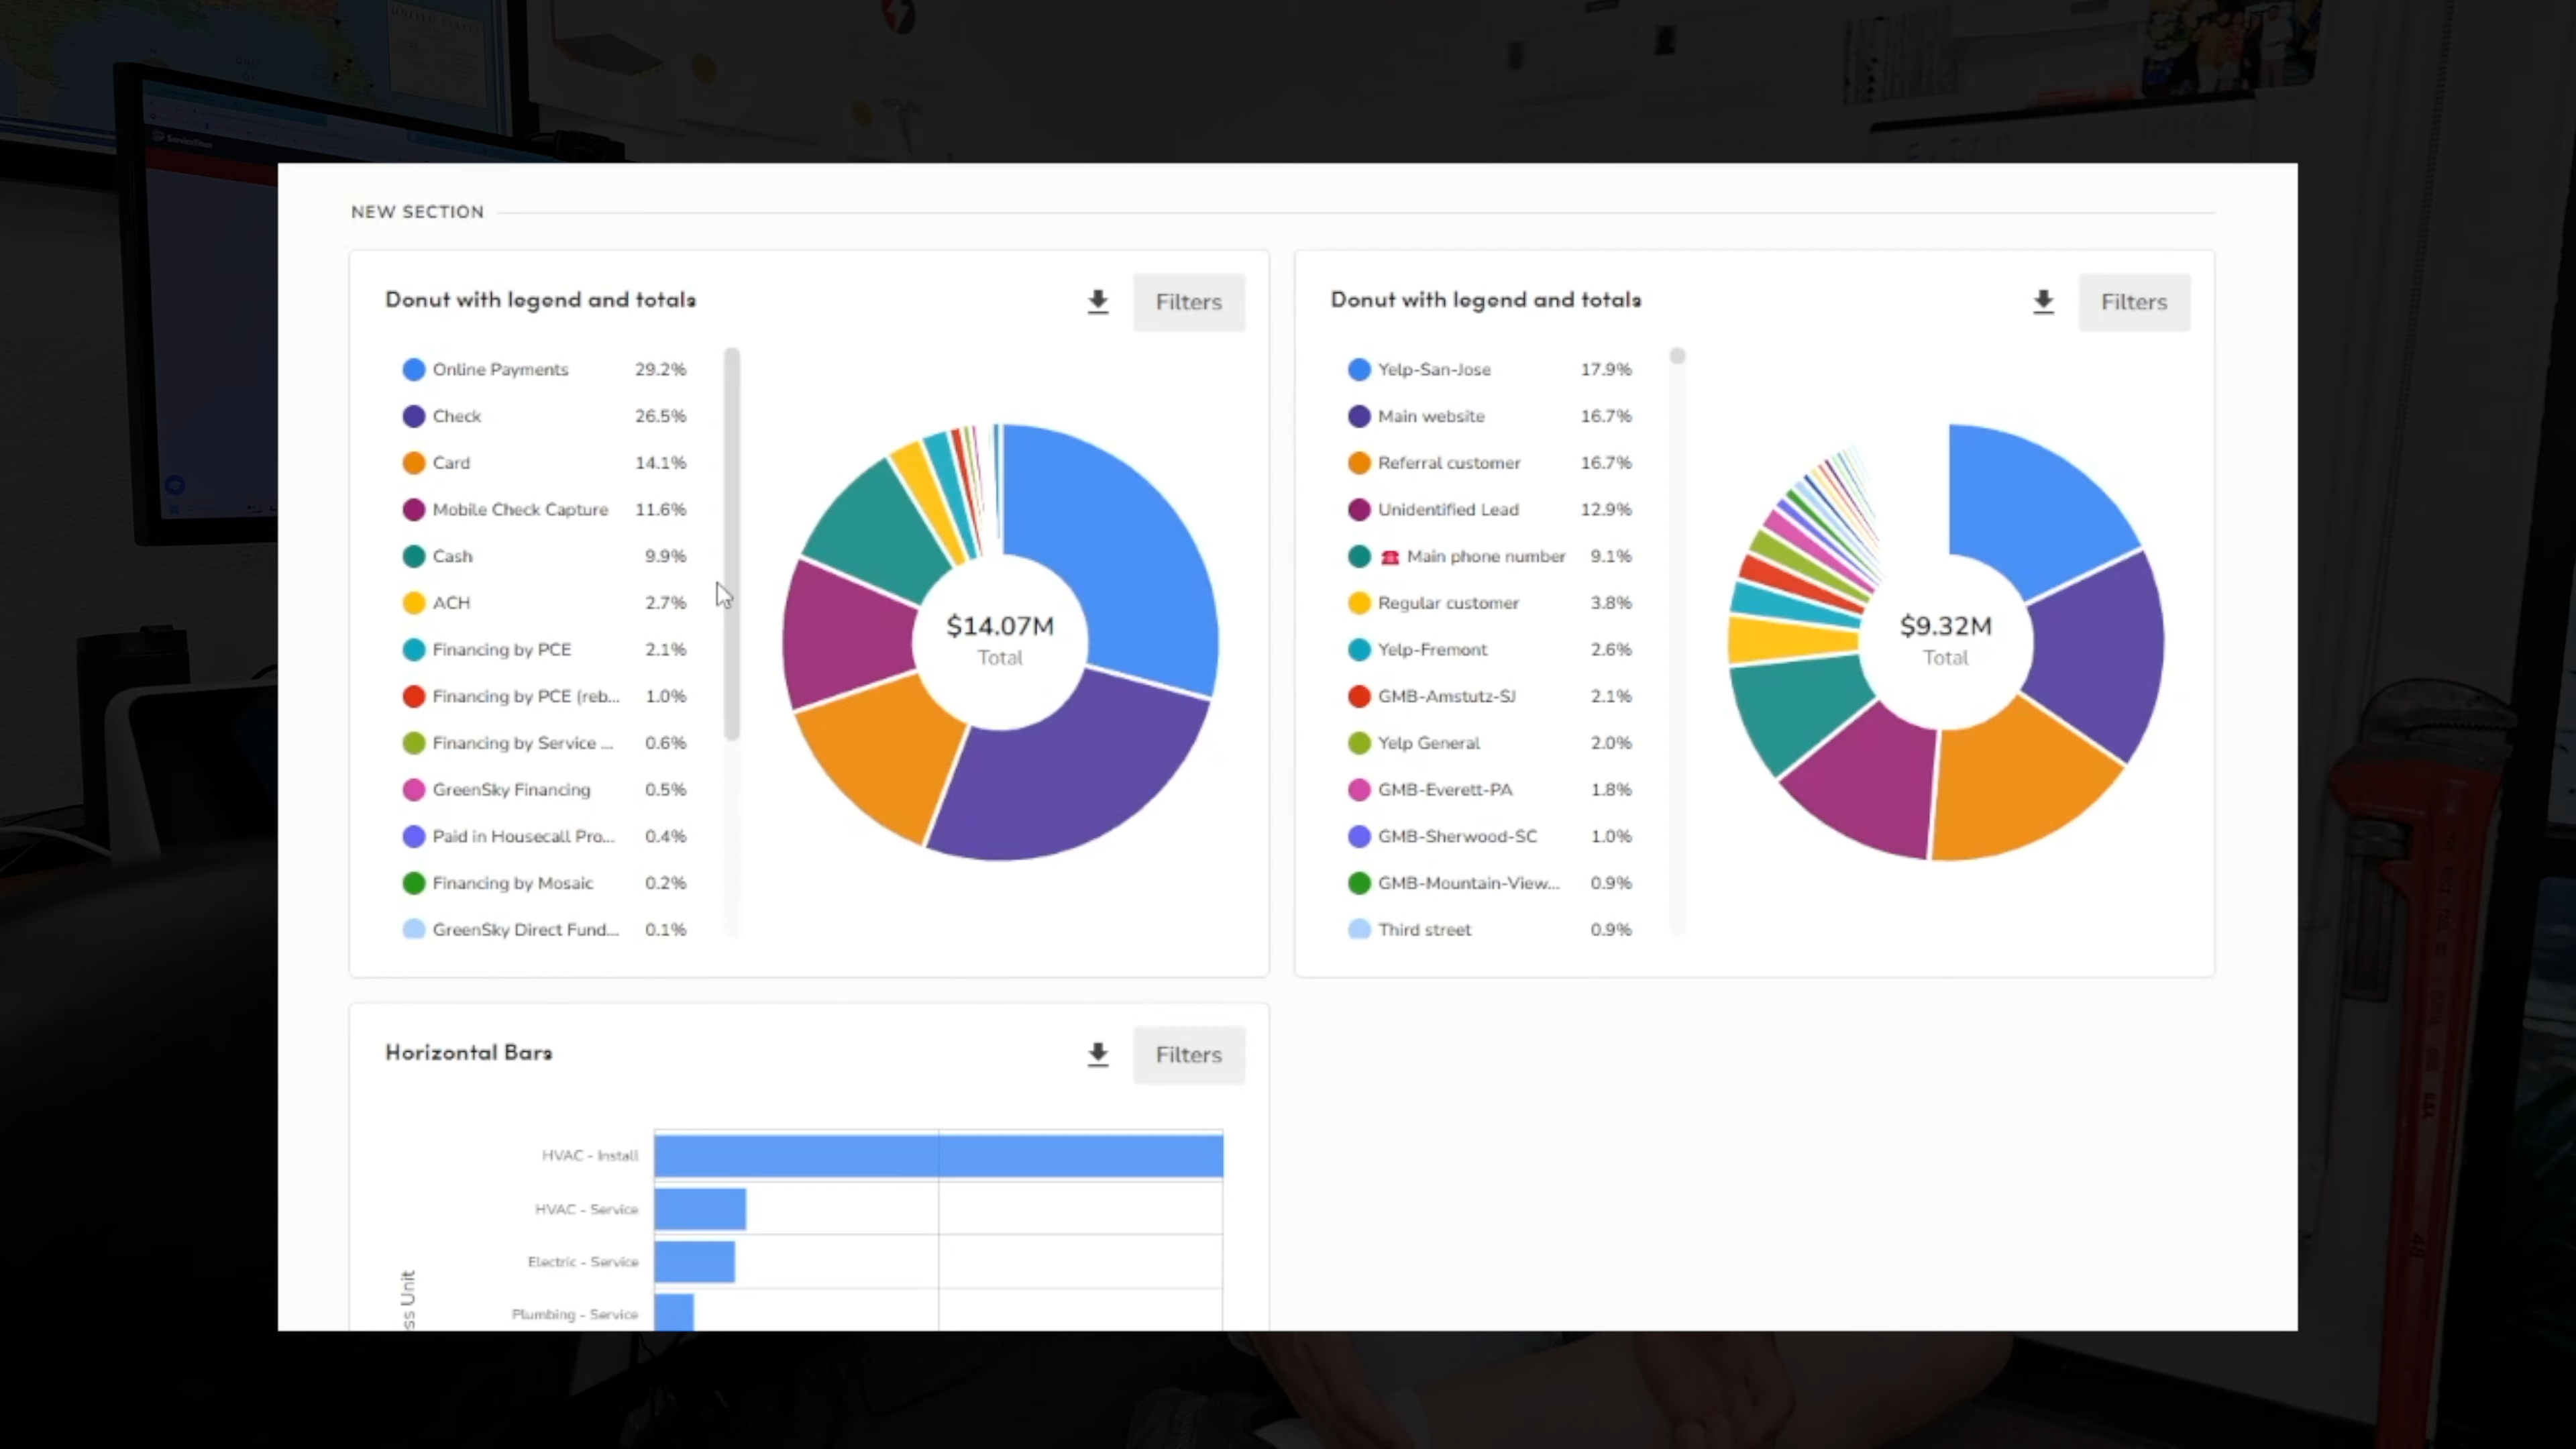 UNITED STATES
ServiceTitan
NEW SECTION
Donut with legend and totals
Filters
Online Payments 29.2%
Check 26.5%
Card 14.1%
Mobile Check Capture 11.6%
Cash 9.9%
ACH 2.7%
Financing by PCE 2.1%
Financing by PCE (reb... 1.0%
Financing by Service ... 0.6%
GreenSky Financing 0.5%
Paid in Housecall Pro... 0.4%
Financing by Mosaic 0.2%
GreenSky Direct Fund... 0.1%
$14.07M
Total
Donut with legend and totals
Filters
Yelp-San-Jose 17.9%
Main website 16.7%
Referral customer 16.7%
Unidentified Lead 12.9%
☎️ Main phone number 9.1%
Regular customer 3.8%
Yelp-Fremont 2.6%
GMB-Amstutz-SJ 2.1%
Yelp General 2.0%
GMB-Everett-PA 1.8%
GMB-Sherwood-SC 1.0%
GMB-Mountain-View... 0.9%
Third street 0.9%
$9.32M
Total
Horizontal Bars
Filters
HVAC - Install
HVAC - Service
Electric - Service
Plumbing - Service
ss Unit
48